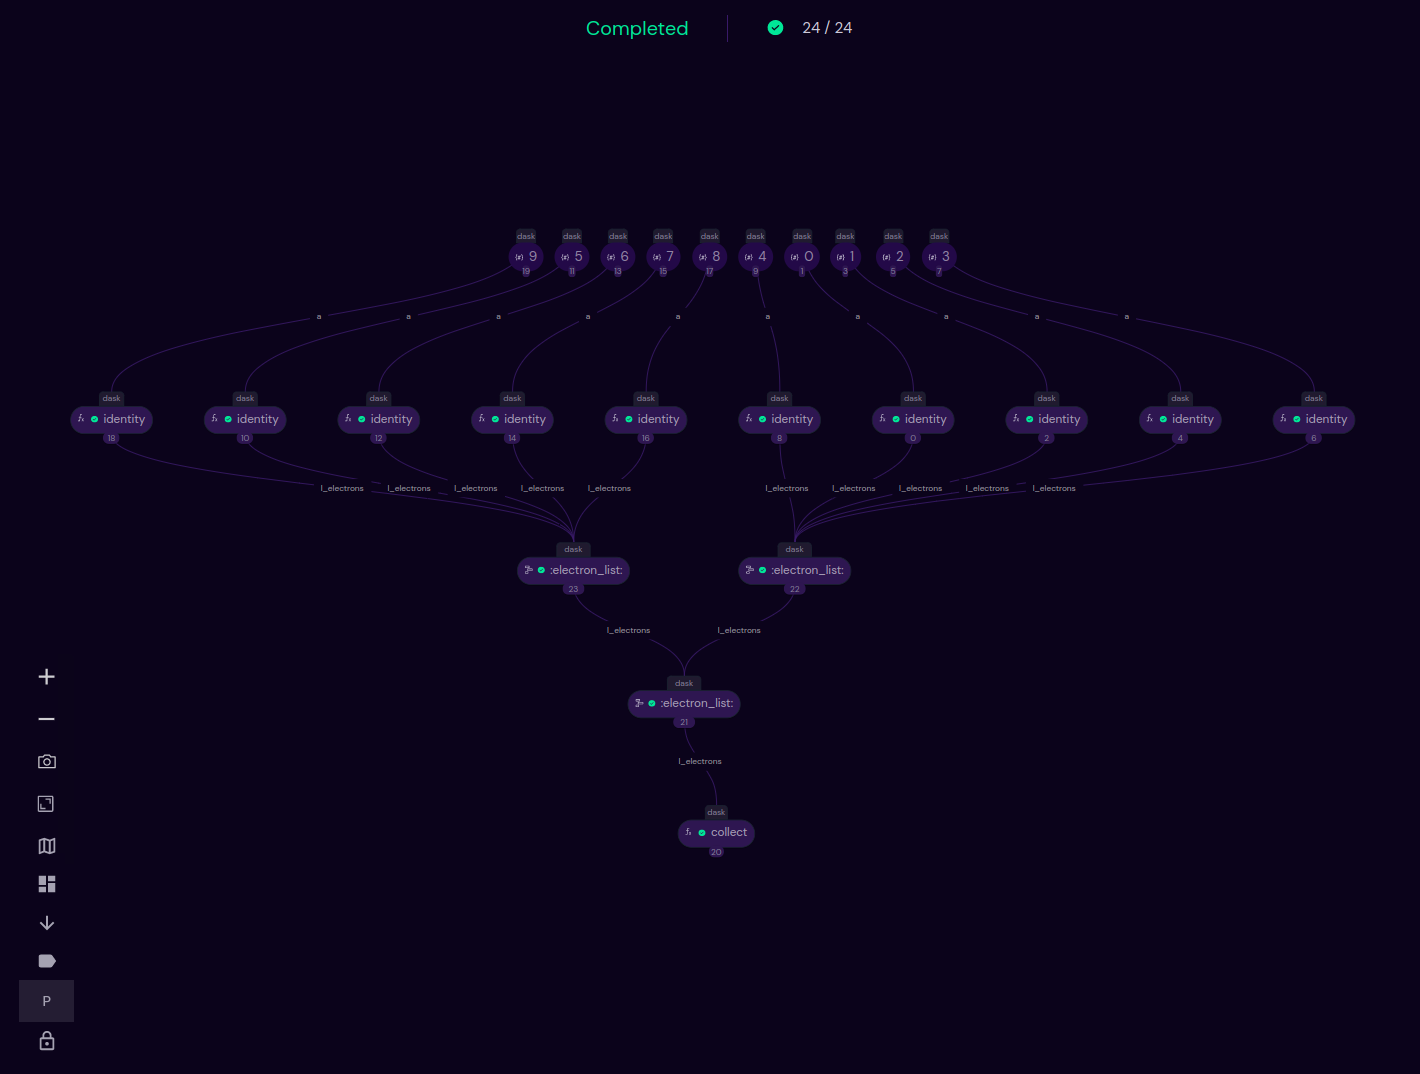 Completed 24 / 24
dask dask dask dask dask dask dask dask dask dask
9 5 6 7 8 4 0 1 2 3
19 11 13 15 17 9 1 3 5 7
a a a a a a a a a a
dask dask dask dask dask dask dask dask dask dask
identity identity identity identity identity identity identity identity identity identity
18 10 12 14 16 8 0 2 4 6
l_electrons l_electrons l_electrons l_electrons l_electrons l_electrons l_electrons l_electrons l_electrons l_electrons
dask dask
:electron_list: :electron_list:
23 22
l_electrons l_electrons
dask
:electron_list:
21
l_electrons
dask
collect
20
P